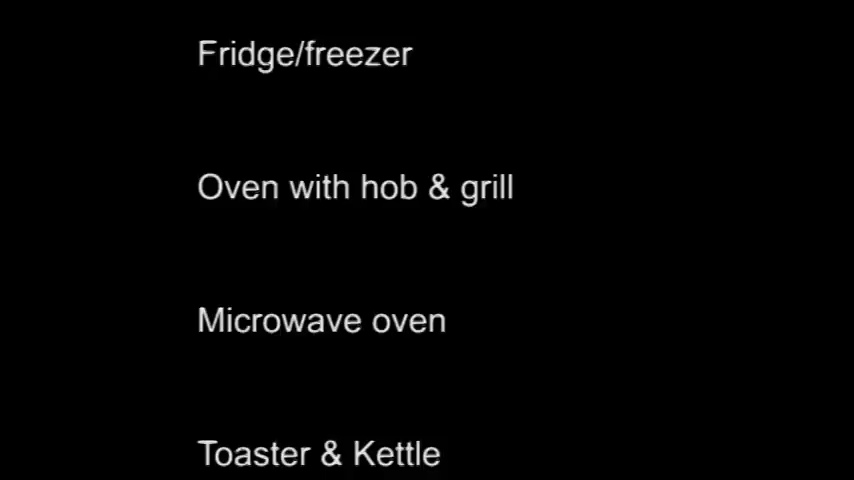 Fridge/freezer
Oven with hob & grill
Microwave oven
Toaster & Kettle